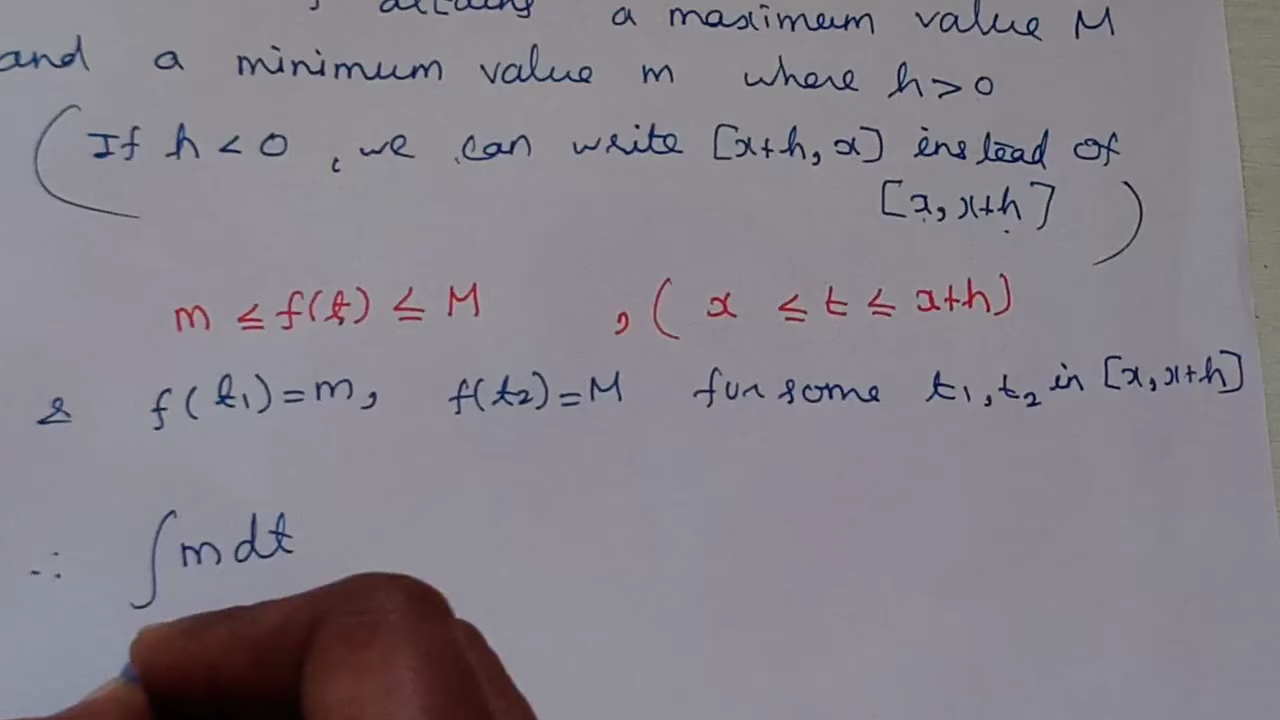 attains a maximum value M
and a minimum value m where h>0
(If h<0, we can write [x+h, x] instead of
[x, x+h])
m ≤ f(t) ≤ M , (x ≤ t ≤ x+h)
& f(t₁)=m, f(t₂)=M for some t₁, t₂ in [x, x+h]
∴ ∫m dt